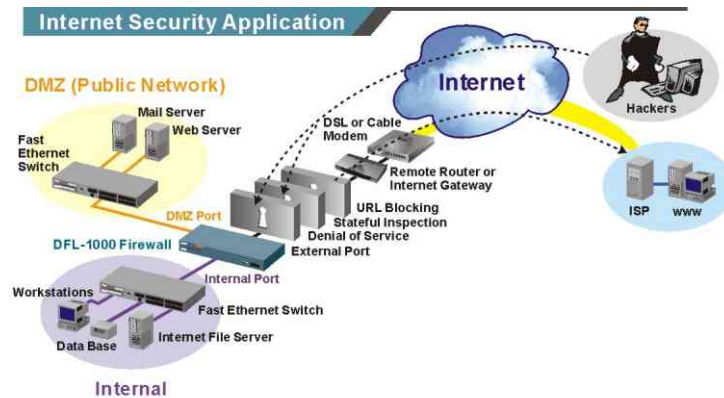 Internet Security Application
DMZ (Public Network)
Mail Server
Web Server
Fast
Ethernet
Switch
DSL or Cable
Modem
Internet
Hackers
Remote Router or
Internet Gateway
ISP
WWW
URL Blocking
Stateful Inspection
Denial of Service
External Port
DMZ Port
DFL-1000 Firewall
Internal Port
Workstations
Fast Ethernet Switch
Data Base
Internet File Server
Internal